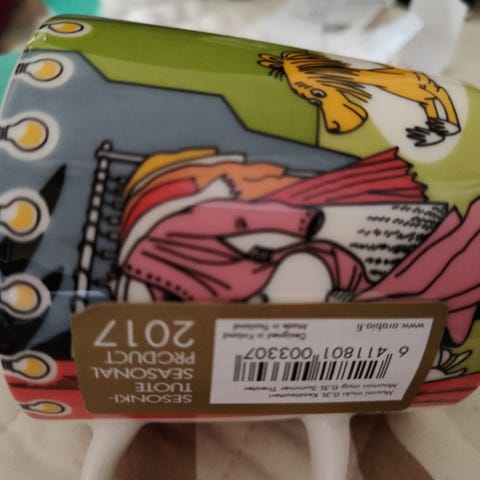 SESONKI-
TUOTE
SEASONAL
PRODUCT
2017
Muumi muki 0,3L Kesäteatteri
Moomin mug 0,3L Summer Theater
6 411801 003307
Designed in Finland
Made in Thailand
www.arabia.fi